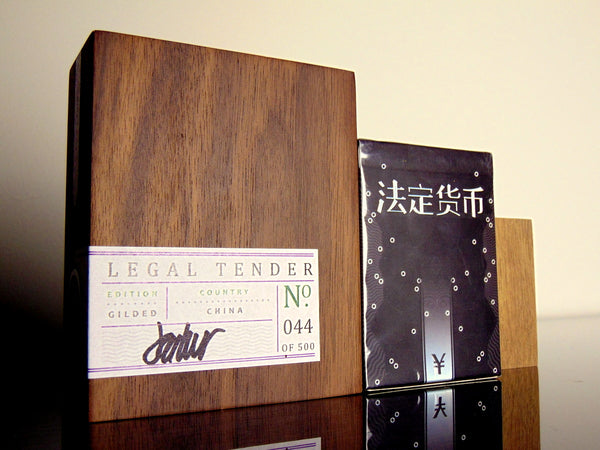 LEGAL TENDER
EDITION
GILDED
COUNTRY
CHINA
No.
044
OF 500
法定货币
¥